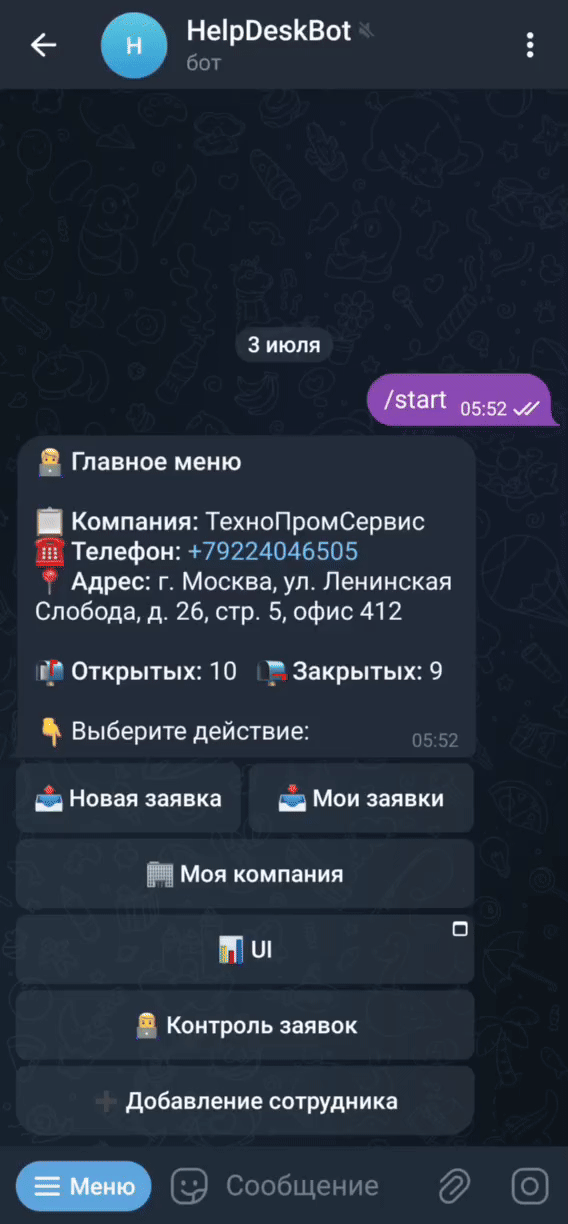 H
HelpDeskBot
бот
3 июля
/start 05:52
Главное меню
Компания: ТехноПромСервис
Телефон: +79224046505
Адрес: г. Москва, ул. Ленинская
Слобода, д. 26, стр. 5, офис 412
Открытых: 10 Закрытых: 9
Выберите действие:
05:52
Новая заявка Мои заявки
Моя компания
UI
Контроль заявок
Добавление сотрудника
Меню Сообщение